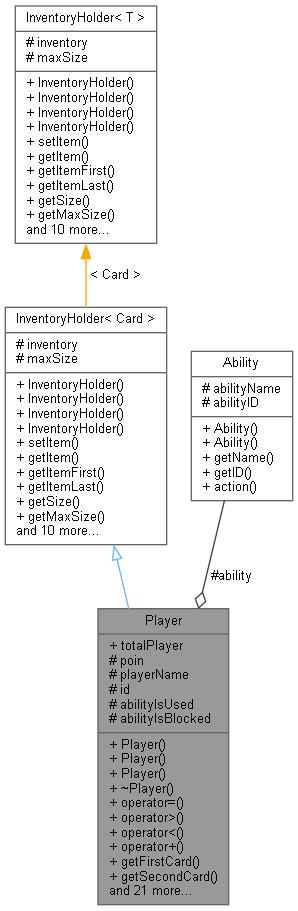 InventoryHolder< T >
# inventory
# maxSize
+ InventoryHolder()
+ InventoryHolder()
+ InventoryHolder()
+ InventoryHolder()
+ setItem()
+ getItem()
+ getItemFirst()
+ getItemLast()
+ getSize()
+ getMaxSize()
and 10 more...
< Card >
InventoryHolder< Card >
# inventory
# maxSize
+ InventoryHolder()
+ InventoryHolder()
+ InventoryHolder()
+ InventoryHolder()
+ setItem()
+ getItem()
+ getItemFirst()
+ getItemLast()
+ getSize()
+ getMaxSize()
and 10 more...
Ability
# abilityName
# abilityID
+ Ability()
+ Ability()
+ getName()
+ getID()
+ action()
#ability
Player
+ totalPlayer
# poin
# playerName
# id
# abilityIsUsed
# abilityIsBlocked
+ Player()
+ Player()
+ Player()
+ ~Player()
+ operator=()
+ operator>()
+ operator<()
+ operator+()
+ getFirstCard()
+ getSecondCard()
and 21 more...